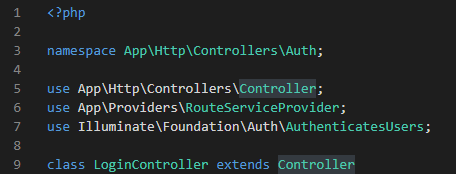 1 <?php
2
3 namespace App\Http\Controllers\Auth;
4
5 use App\Http\Controllers\Controller;
6 use App\Providers\RouteServiceProvider;
7 use Illuminate\Foundation\Auth\AuthenticatesUsers;
8
9 class LoginController extends Controller